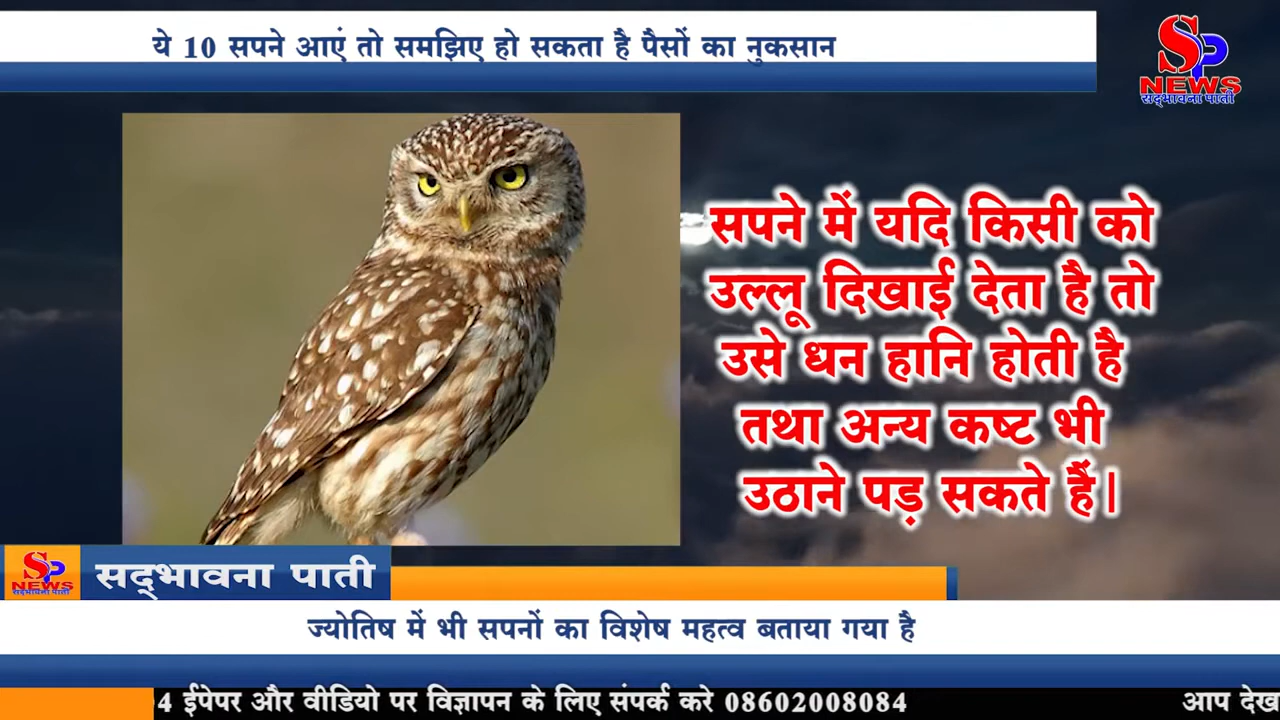 ये 10 सपने आएं तो समझिए हो सकता है पैसों का नुकसान
SP
NEWS
सद्भावना पाती
सपने में यदि किसी को
उल्लू दिखाई देता है तो
उसे धन हानि होती है
तथा अन्य कष्ट भी
उठाने पड़ सकते हैं।
SP
NEWS
सद्भावना पाती
सद्भावना पाती
ज्योतिष में भी सपनों का विशेष महत्व बताया गया है
4 ईपेपर और वीडियो पर विज्ञापन के लिए संपर्क करे 08602008084 आप देख